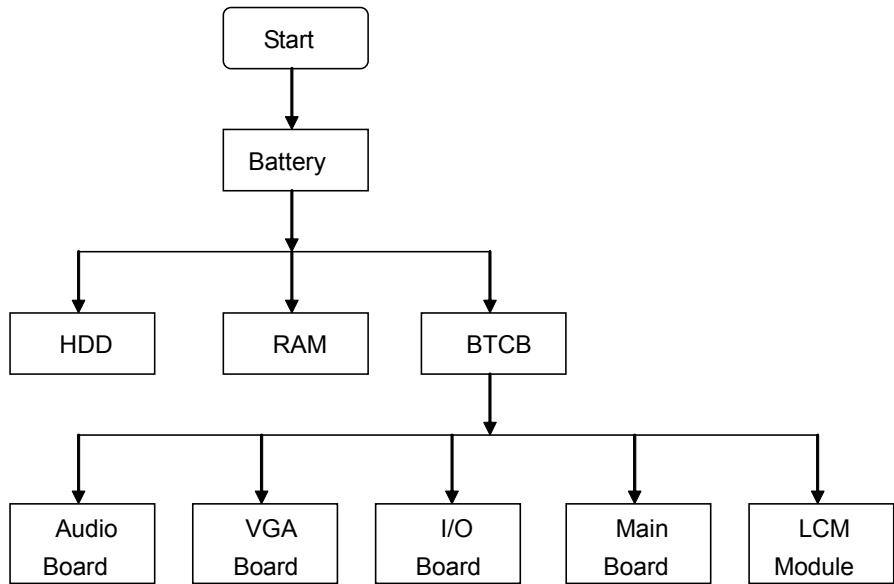 Start
Battery
HDD
RAM
BTCB
Audio
Board
VGA
Board
I/O
Board
Main
Board
LCM
Module